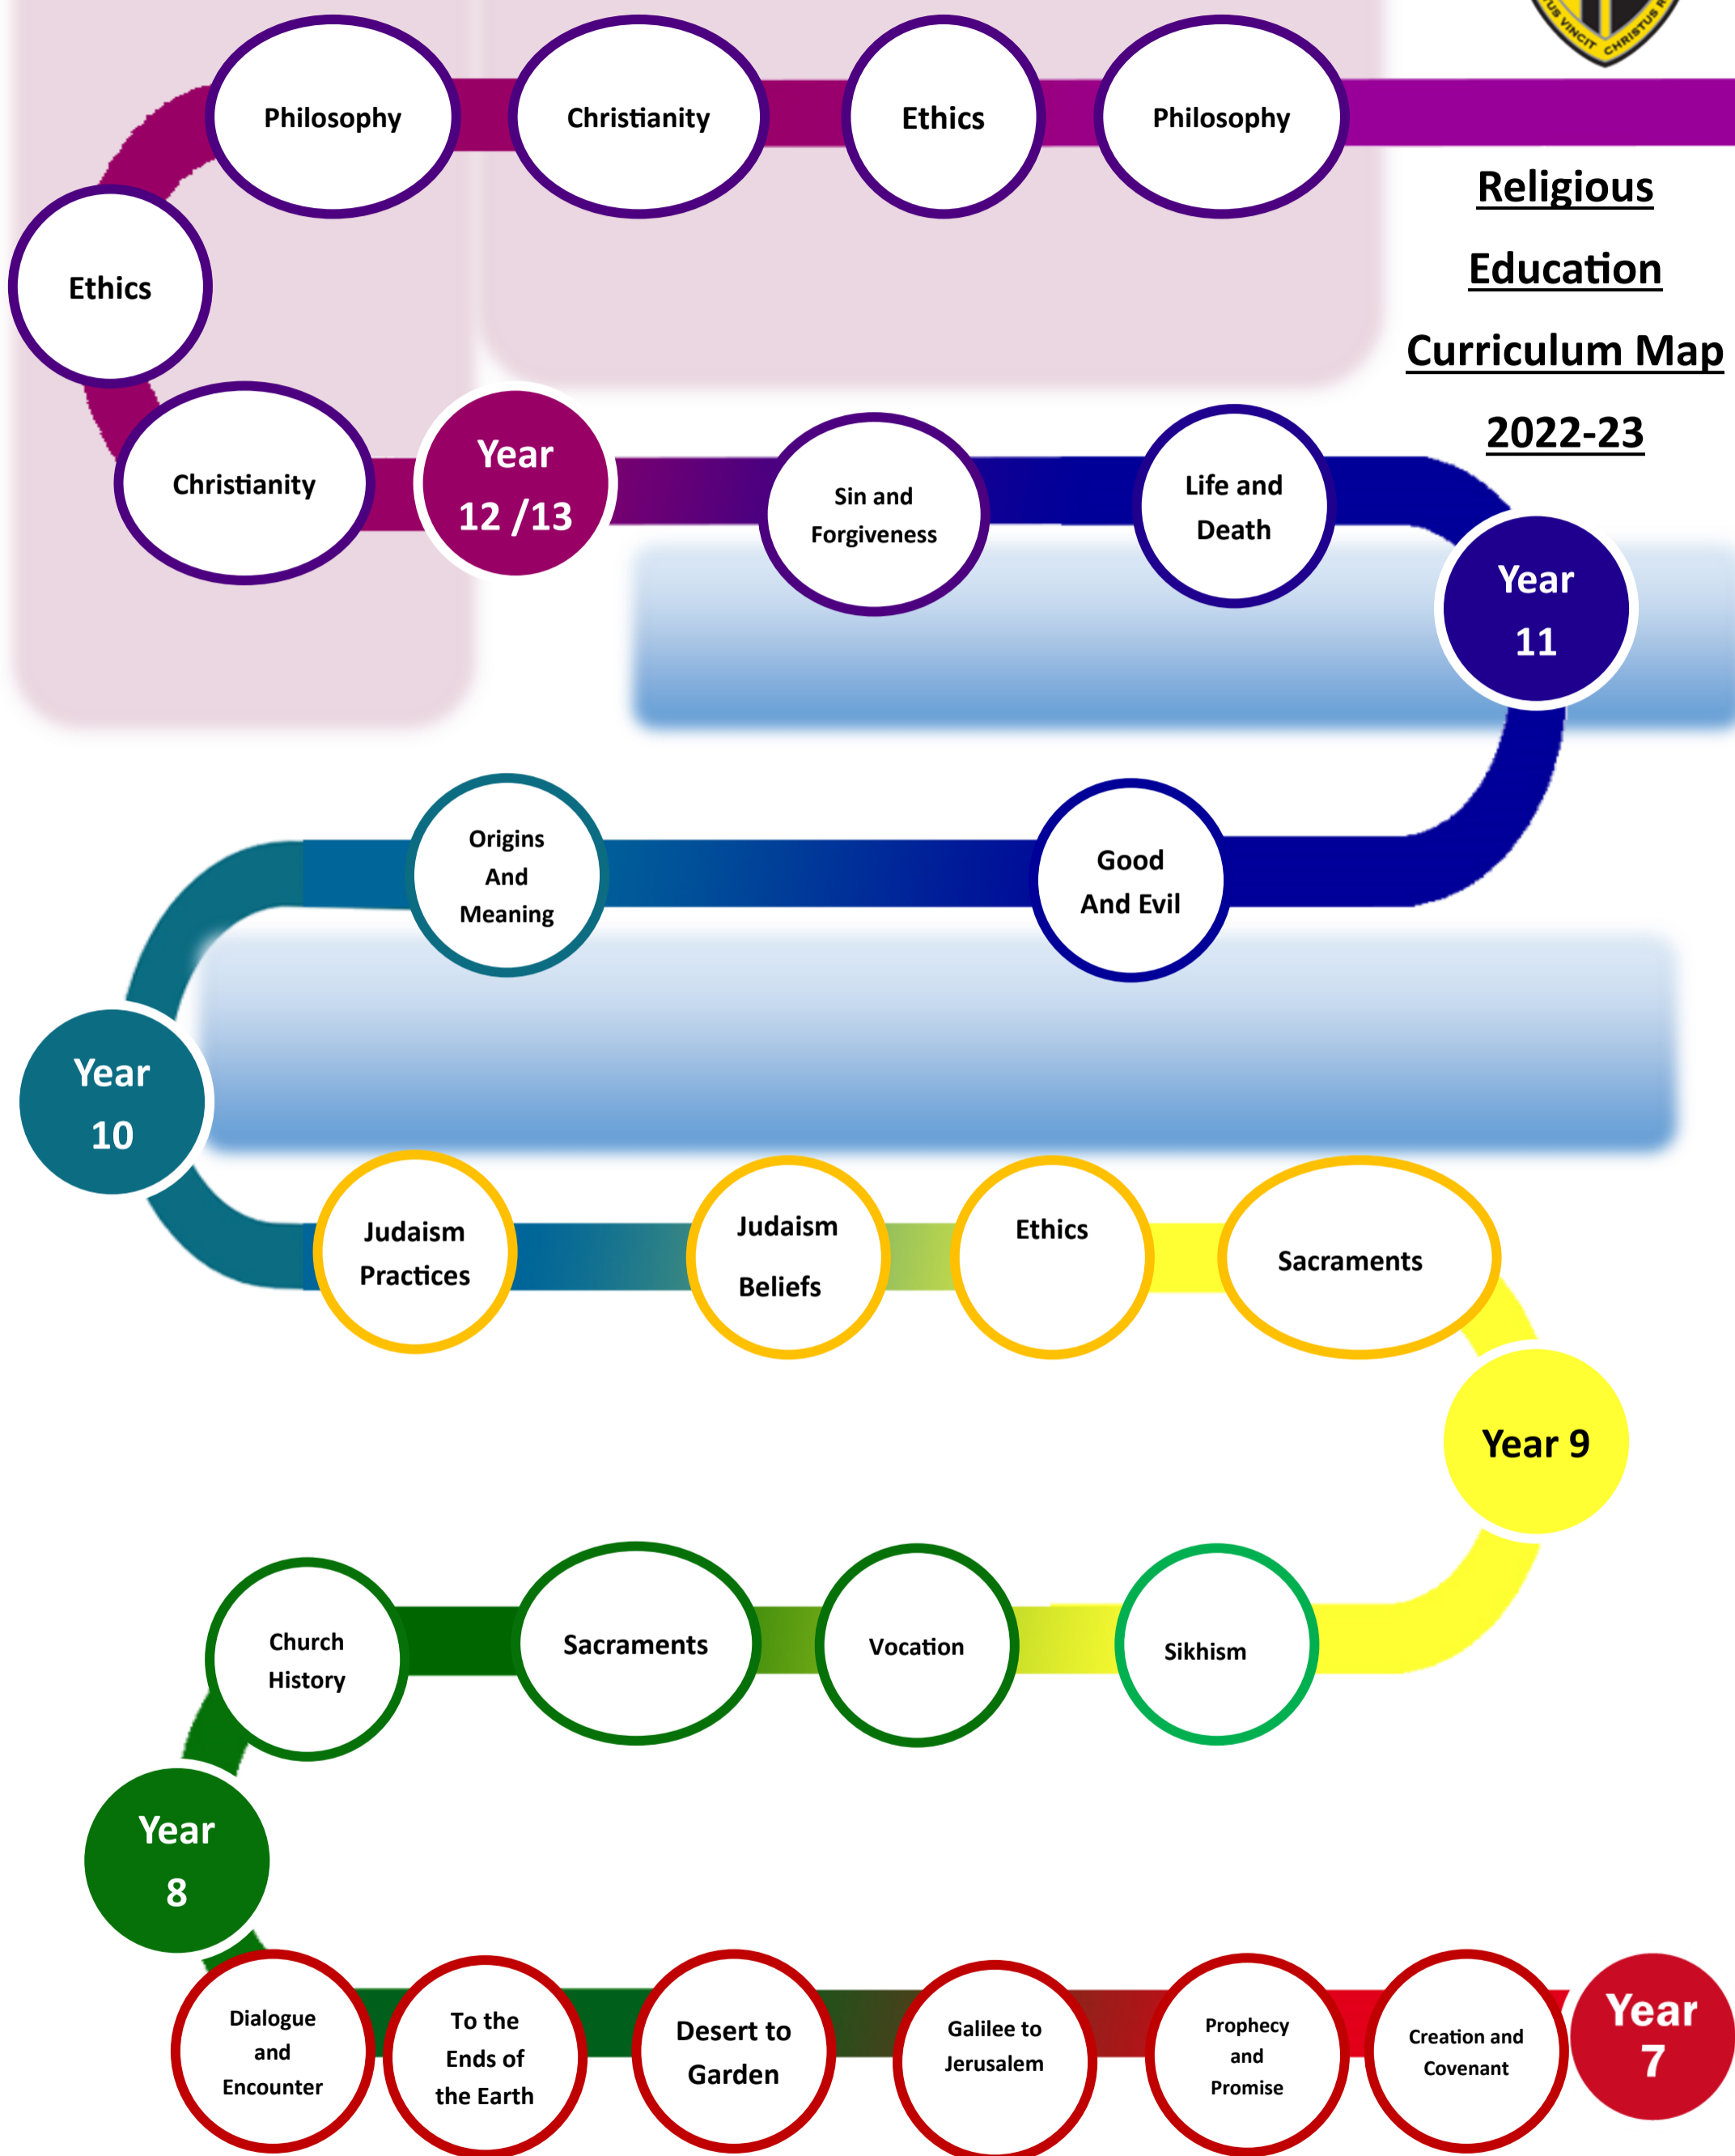 TUS VINCIT CHRISTUS R
Philosophy
Christianity
Ethics
Philosophy
Religious
Education
Curriculum Map
2022-23
Ethics
Christianity
Year
12 /13
Sin and
Forgiveness
Life and
Death
Year
11
Origins
And
Meaning
Good
And Evil
Year
10
Judaism
Practices
Judaism
Beliefs
Ethics
Sacraments
Year 9
Church
History
Sacraments
Vocation
Sikhism
Year
8
Dialogue
and
Encounter
To the
Ends of
the Earth
Desert to
Garden
Galilee to
Jerusalem
Prophecy
and
Promise
Creation and
Covenant
Year
7